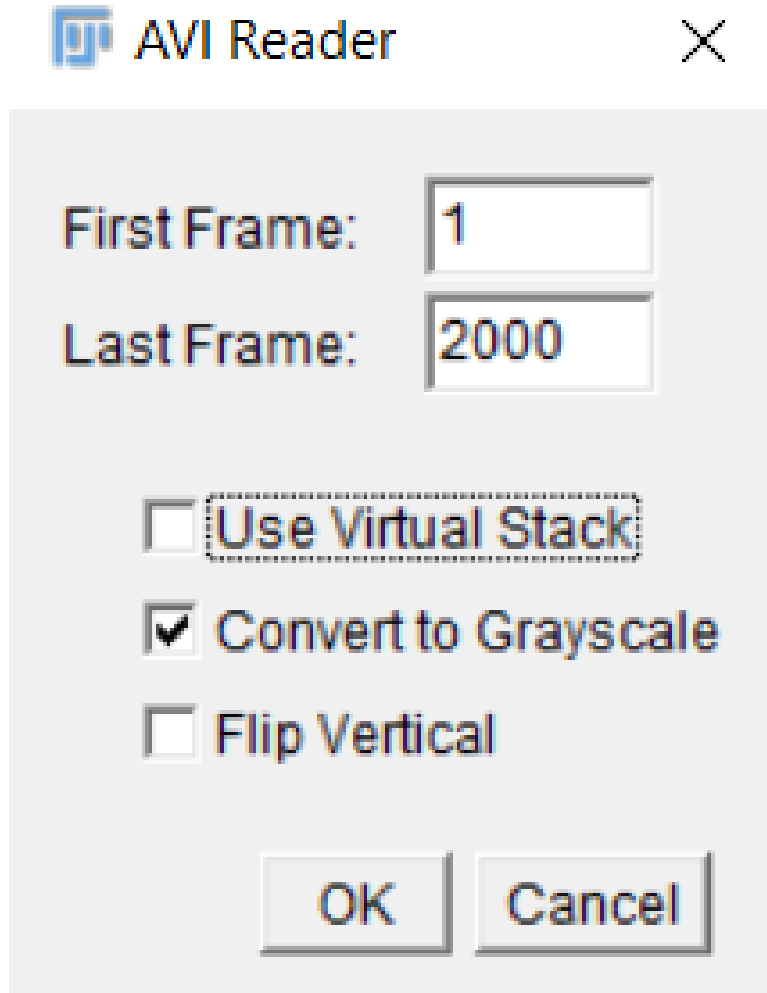 AVI Reader
First Frame: 1
Last Frame: 2000
Use Virtual Stack
Convert to Grayscale
Flip Vertical
OK Cancel